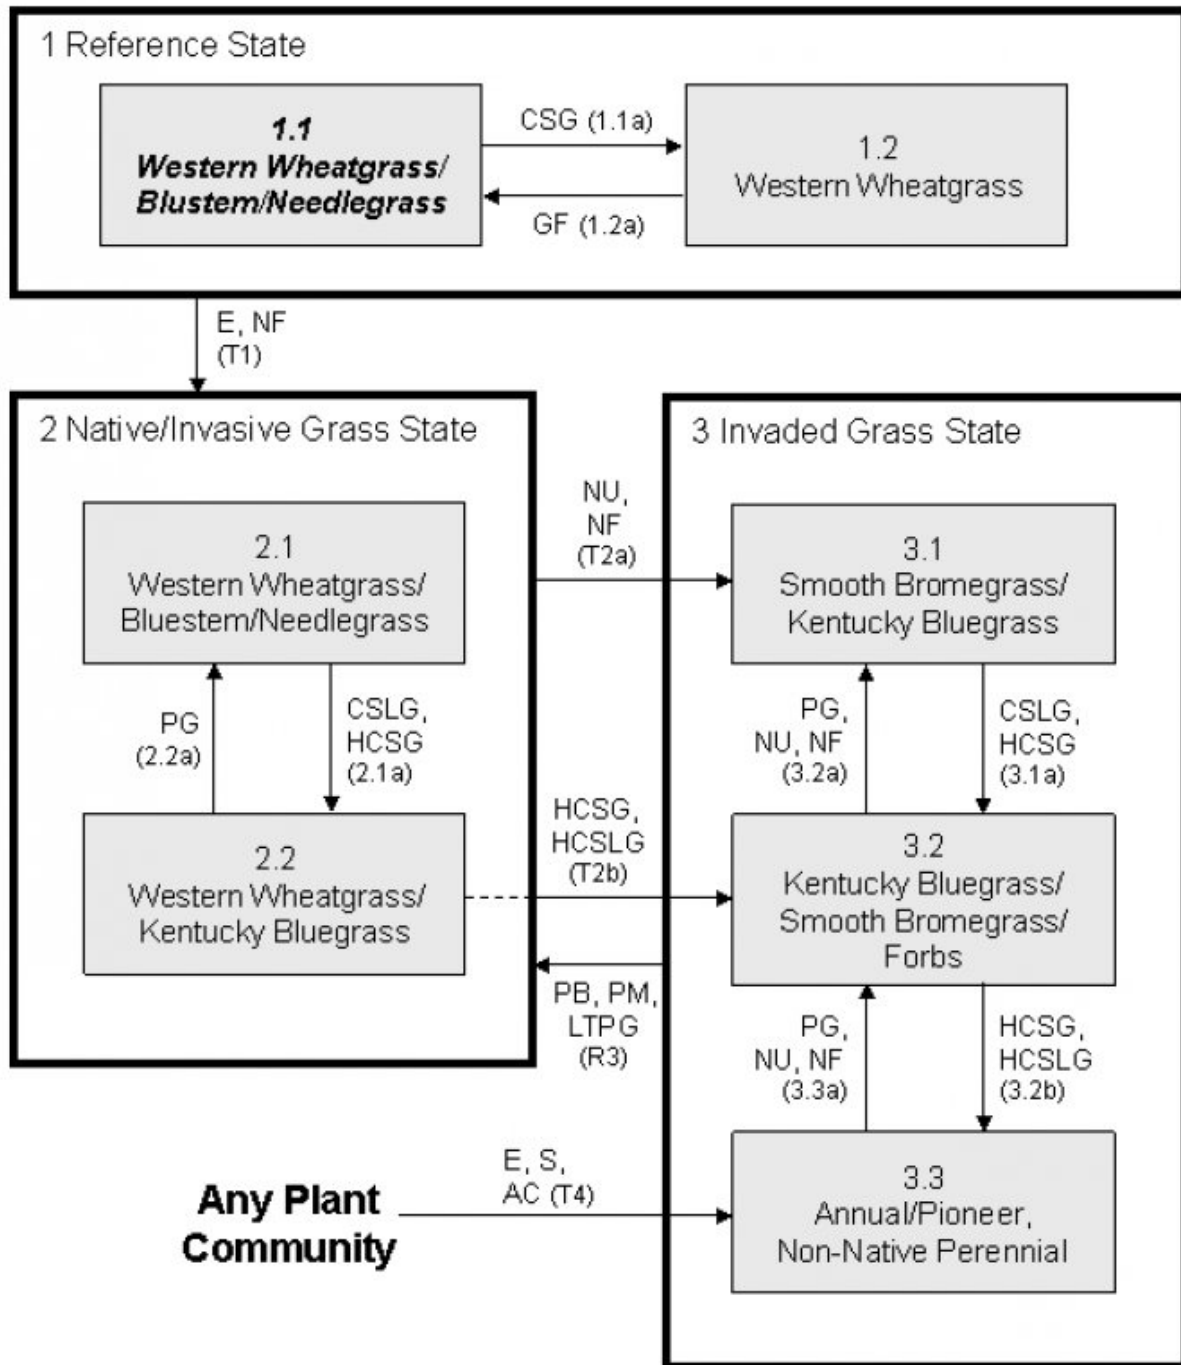 1 Reference State
1.1
Western Wheatgrass/
Blustem/Needlegrass
CSG (1.1a)
GF (1.2a)
1.2
Western Wheatgrass
E, NF
(T1)
2 Native/Invasive Grass State
2.1
Western Wheatgrass/
Bluestem/Needlegrass
PG
(2.2a)
CSLG,
HCSG
(2.1a)
2.2
Western Wheatgrass/
Kentucky Bluegrass
NU,
NF
(T2a)
HCSG,
HCSLG
(T2b)
PB, PM,
LTPG
(R3)
3 Invaded Grass State
3.1
Smooth Bromegrass/
Kentucky Bluegrass
PG,
NU, NF
(3.2a)
CSLG,
HCSG
(3.1a)
3.2
Kentucky Bluegrass/
Smooth Bromegrass/
Forbs
PG,
NU, NF
(3.3a)
HCSG,
HCSLG
(3.2b)
3.3
Annual/Pioneer,
Non-Native Perennial
Any Plant
Community
E, S,
AC (T4)